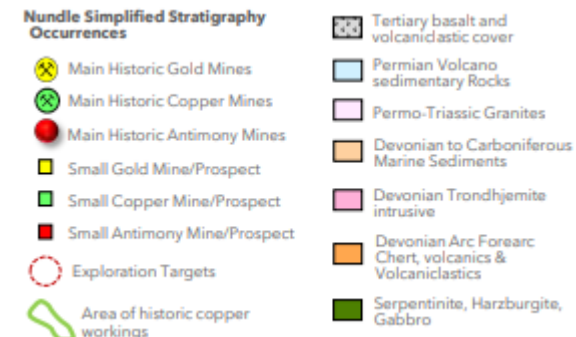 Nundle Simplified Stratigraphy
Occurrences
Main Historic Gold Mines
Main Historic Copper Mines
Main Historic Antimony Mines
Small Gold Mine/Prospect
Small Copper Mine/Prospect
Small Antimony Mine/Prospect
Exploration Targets
Area of historic copper
workings
Tertiary basalt and
volcaniclastic cover
Permian Volcano
sedimentary Rocks
Permo-Triassic Granites
Devonian to Carboniferous
Marine Sediments
Devonian Trondhjemite
intrusive
Devonian Arc Forearc
Chert, volcanics &
Volcaniclastics
Serpentinite, Harzburgite,
Gabbro